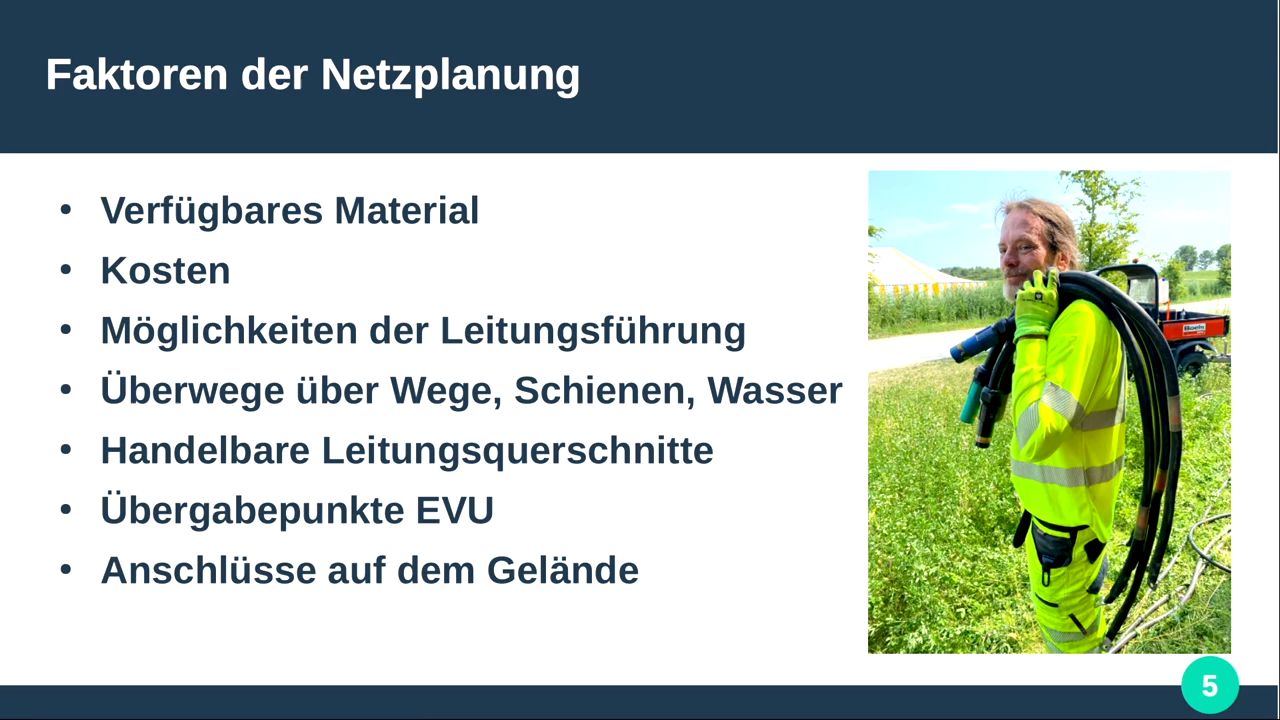 Faktoren der Netzplanung
• Verfügbares Material
• Kosten
• Möglichkeiten der Leitungsführung
• Überwege über Wege, Schienen, Wasser
• Handelbare Leitungsquerschnitte
• Übergabepunkte EVU
• Anschlüsse auf dem Gelände
Boels
5